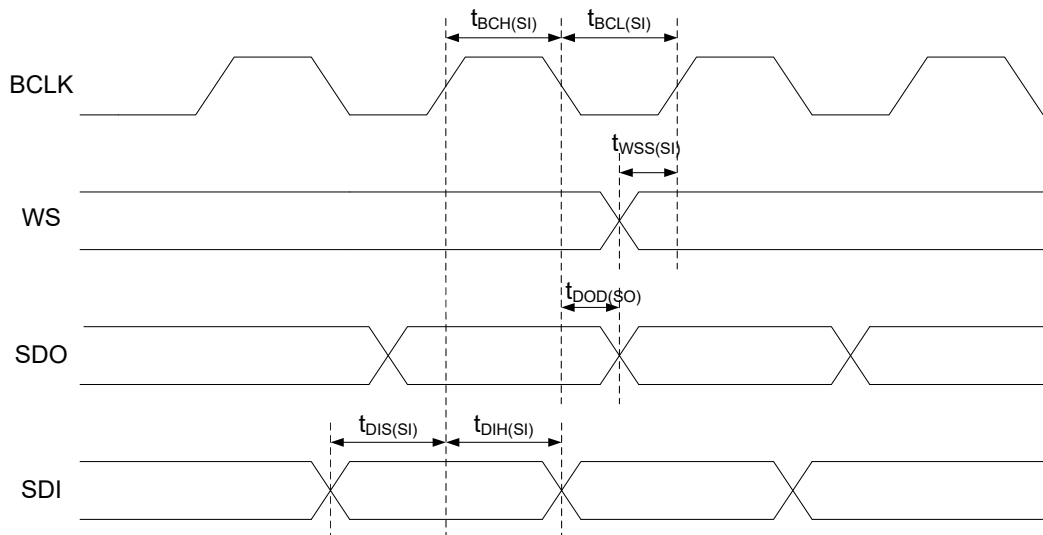 tBCH(SI) tBCL(SI)
BCLK
tWSS(SI)
WS
tDOD(SO)
SDO
tDIS(SI) tDIH(SI)
SDI